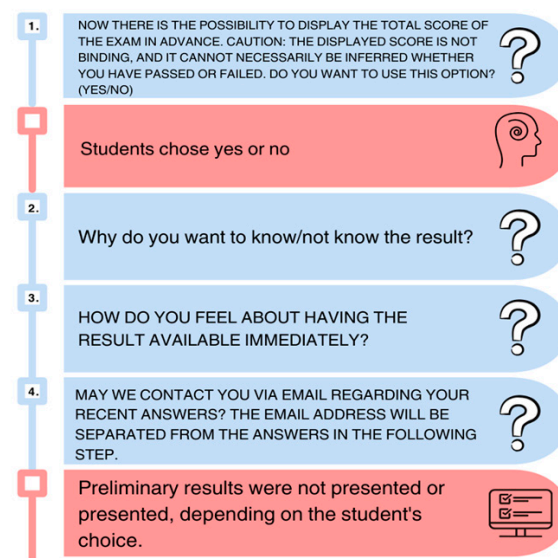 1.
NOW THERE IS THE POSSIBILITY TO DISPLAY THE TOTAL SCORE OF
THE EXAM IN ADVANCE. CAUTION: THE DISPLAYED SCORE IS NOT
BINDING, AND IT CANNOT NECESSARILY BE INFERRED WHETHER
YOU HAVE PASSED OR FAILED. DO YOU WANT TO USE THIS OPTION?
(YES/NO)
Students chose yes or no
2.
Why do you want to know/not know the result?
3.
HOW DO YOU FEEL ABOUT HAVING THE
RESULT AVAILABLE IMMEDIATELY?
4.
MAY WE CONTACT YOU VIA EMAIL REGARDING YOUR
RECENT ANSWERS? THE EMAIL ADDRESS WILL BE
SEPARATED FROM THE ANSWERS IN THE FOLLOWING
STEP.
Preliminary results were not presented or
presented, depending on the student's
choice.